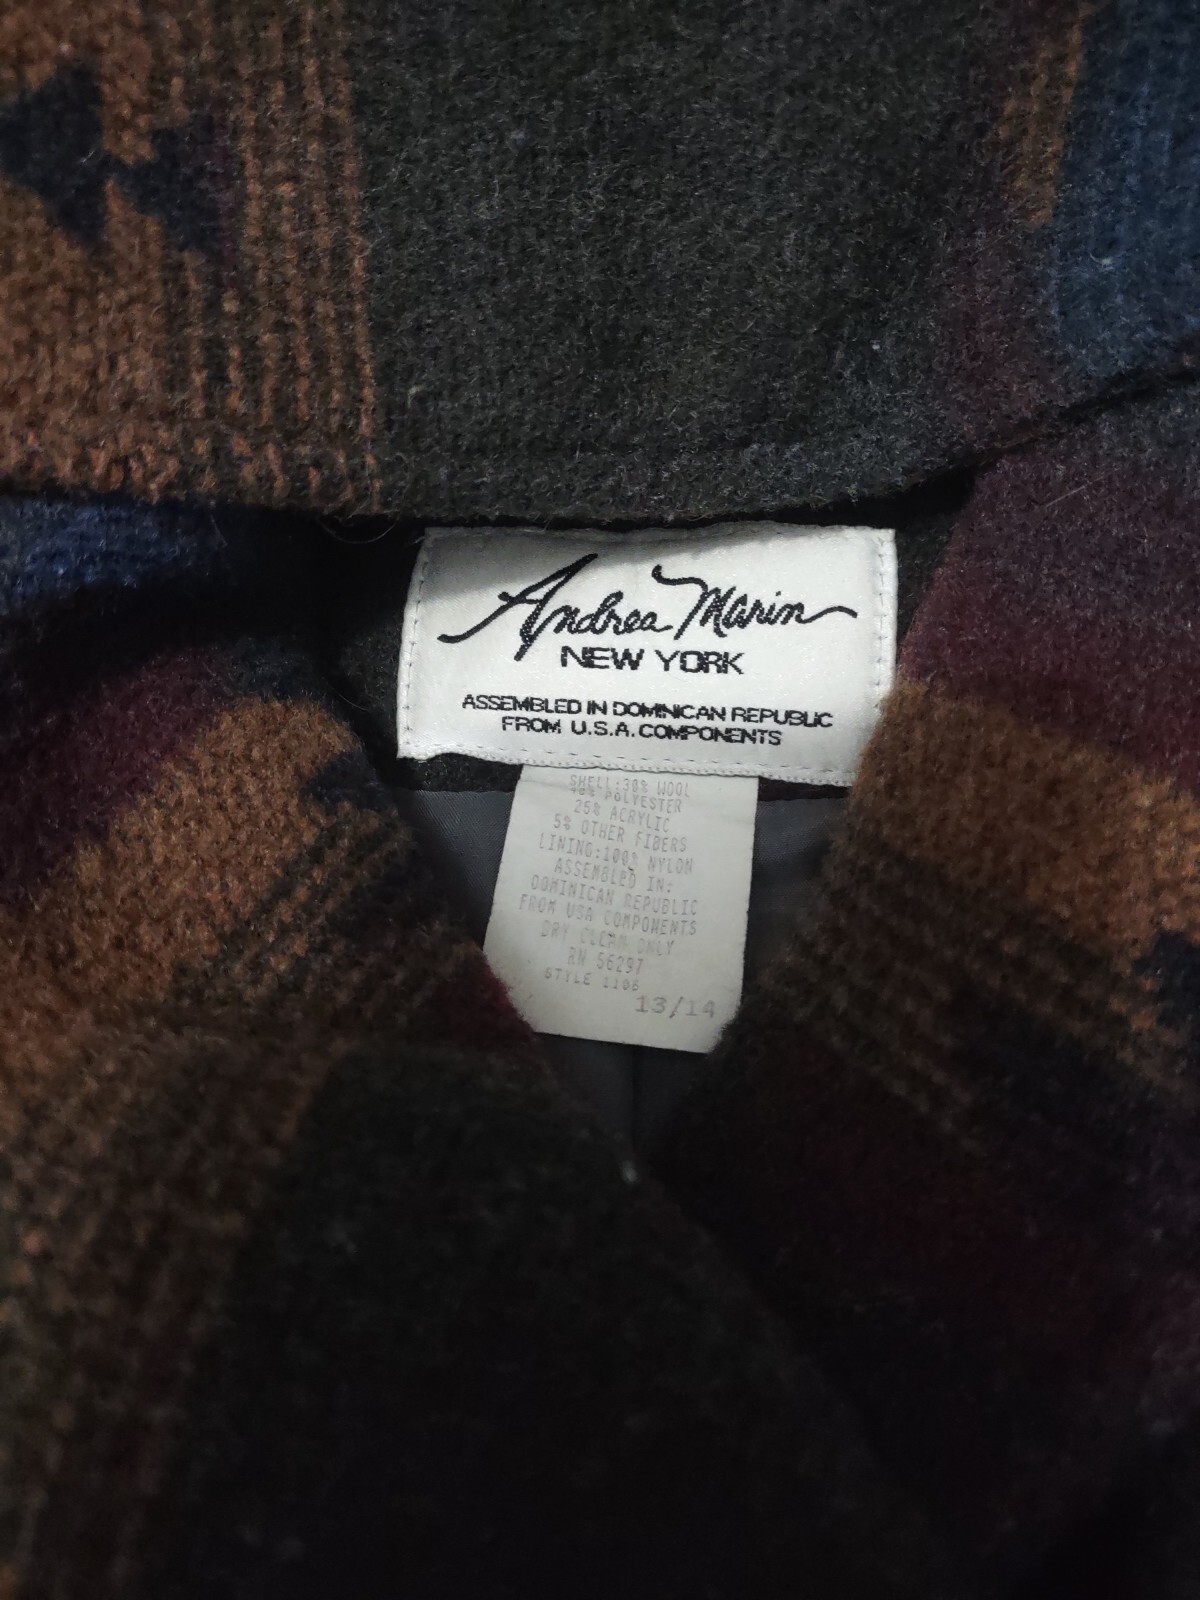 Andrea Marin
NEW YORK
ASSEMBLED IN DOMINICAN REPUBLIC
FROM U.S.A. COMPONENTS
SHELL: 30% WOOL
POLYESTER
25% ACRYLIC
5% OTHER FIBERS
LINING: 100% NYLON
ASSEMBLED IN:
DOMINICAN REPUBLIC
FROM USA COMPONENTS
DRY CLEAN ONLY
RN 56297
STYLE 1106
13/14